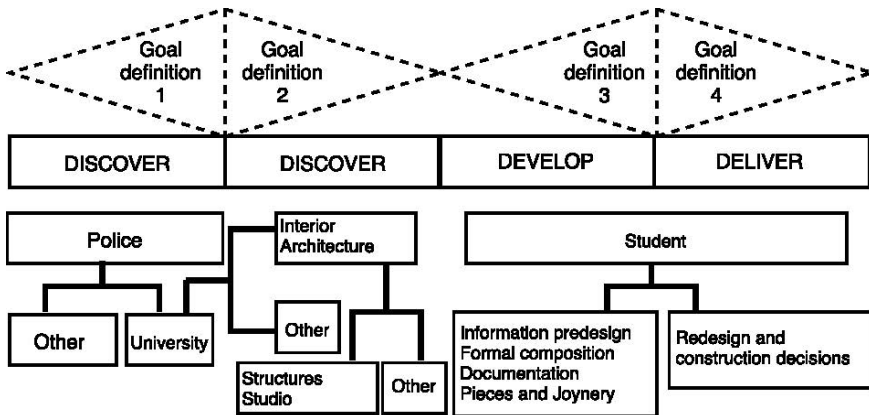 Goal
definition
1
Goal
definition
2
Goal
definition
3
Goal
definition
4
DISCOVER
DISCOVER
DEVELOP
DELIVER
Police
Interior
Architecture
Student
Other
University
Other
Structures
Studio
Other
Information predesign
Formal composition
Documentation
Pieces and Joynery
Redesign and
construction decisions